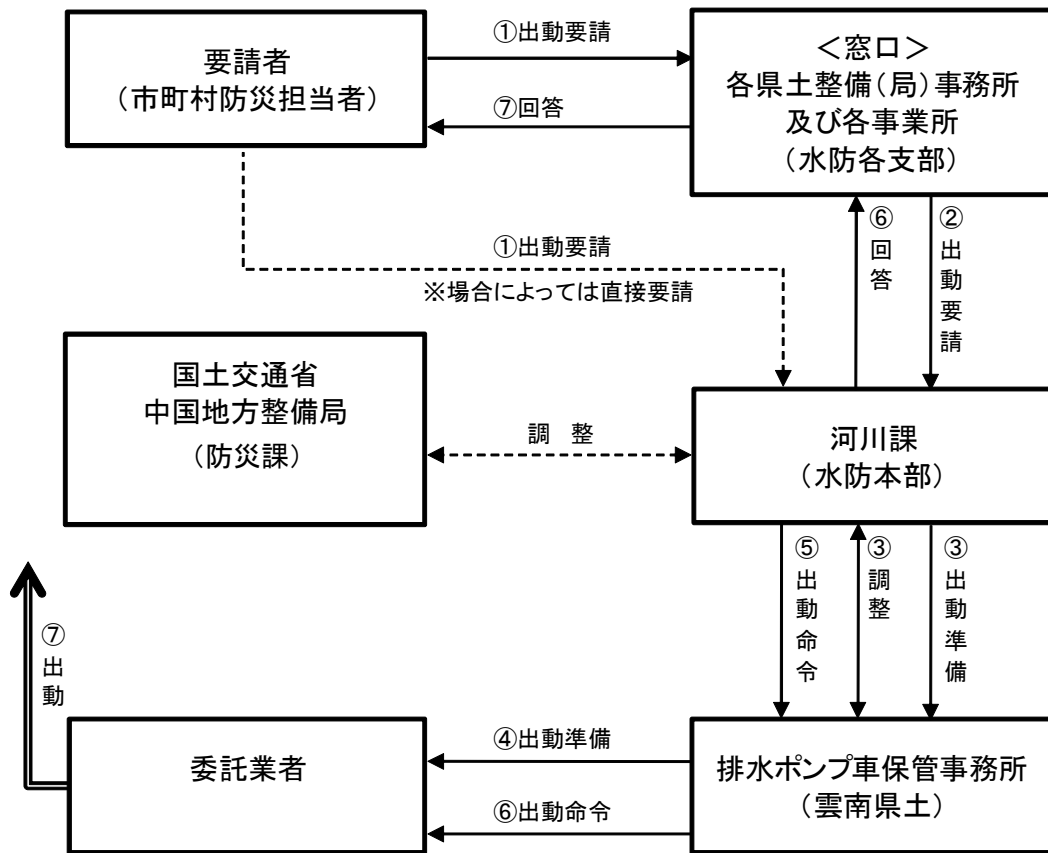 要請者
（市町村防災担当者）
①出動要請
⑦回答
＜窓口＞
各県土整備（局）事務所
及び各事業所
（水防各支部）
①出動要請
※場合によっては直接要請
⑥回答
②出動要請
国土交通省
中国地方整備局
（防災課）
調　整
河川課
（水防本部）
⑤出動命令
③調整
③出動準備
⑦出動
委託業者
④出動準備
⑥出動命令
排水ポンプ車保管事務所
（雲南県土）